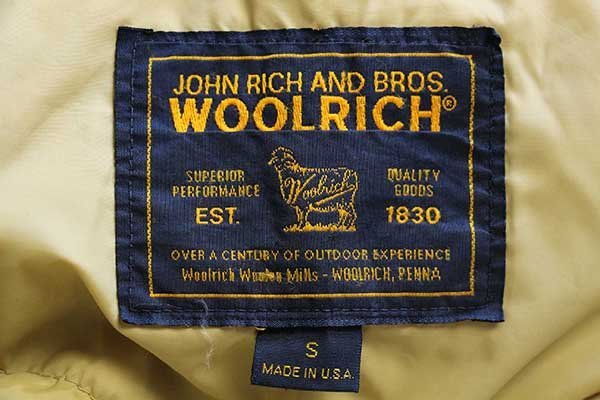 JOHN RICH AND BROS.
WOOLRICH®
SUPERIOR PERFORMANCE
Woolrich
QUALITY GOODS
EST. 1830
OVER A CENTURY OF OUTDOOR EXPERIENCE
Woolrich Woolen Mills - WOOLRICH, PENNA
S
MADE IN U.S.A.